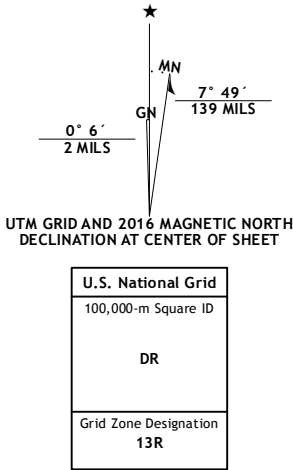 ★
MN
GN
7° 49´
139 MILS
0° 6´
2 MILS
UTM GRID AND 2016 MAGNETIC NORTH
DECLINATION AT CENTER OF SHEET
U.S. National Grid
100,000-m Square ID
DR
Grid Zone Designation
13R